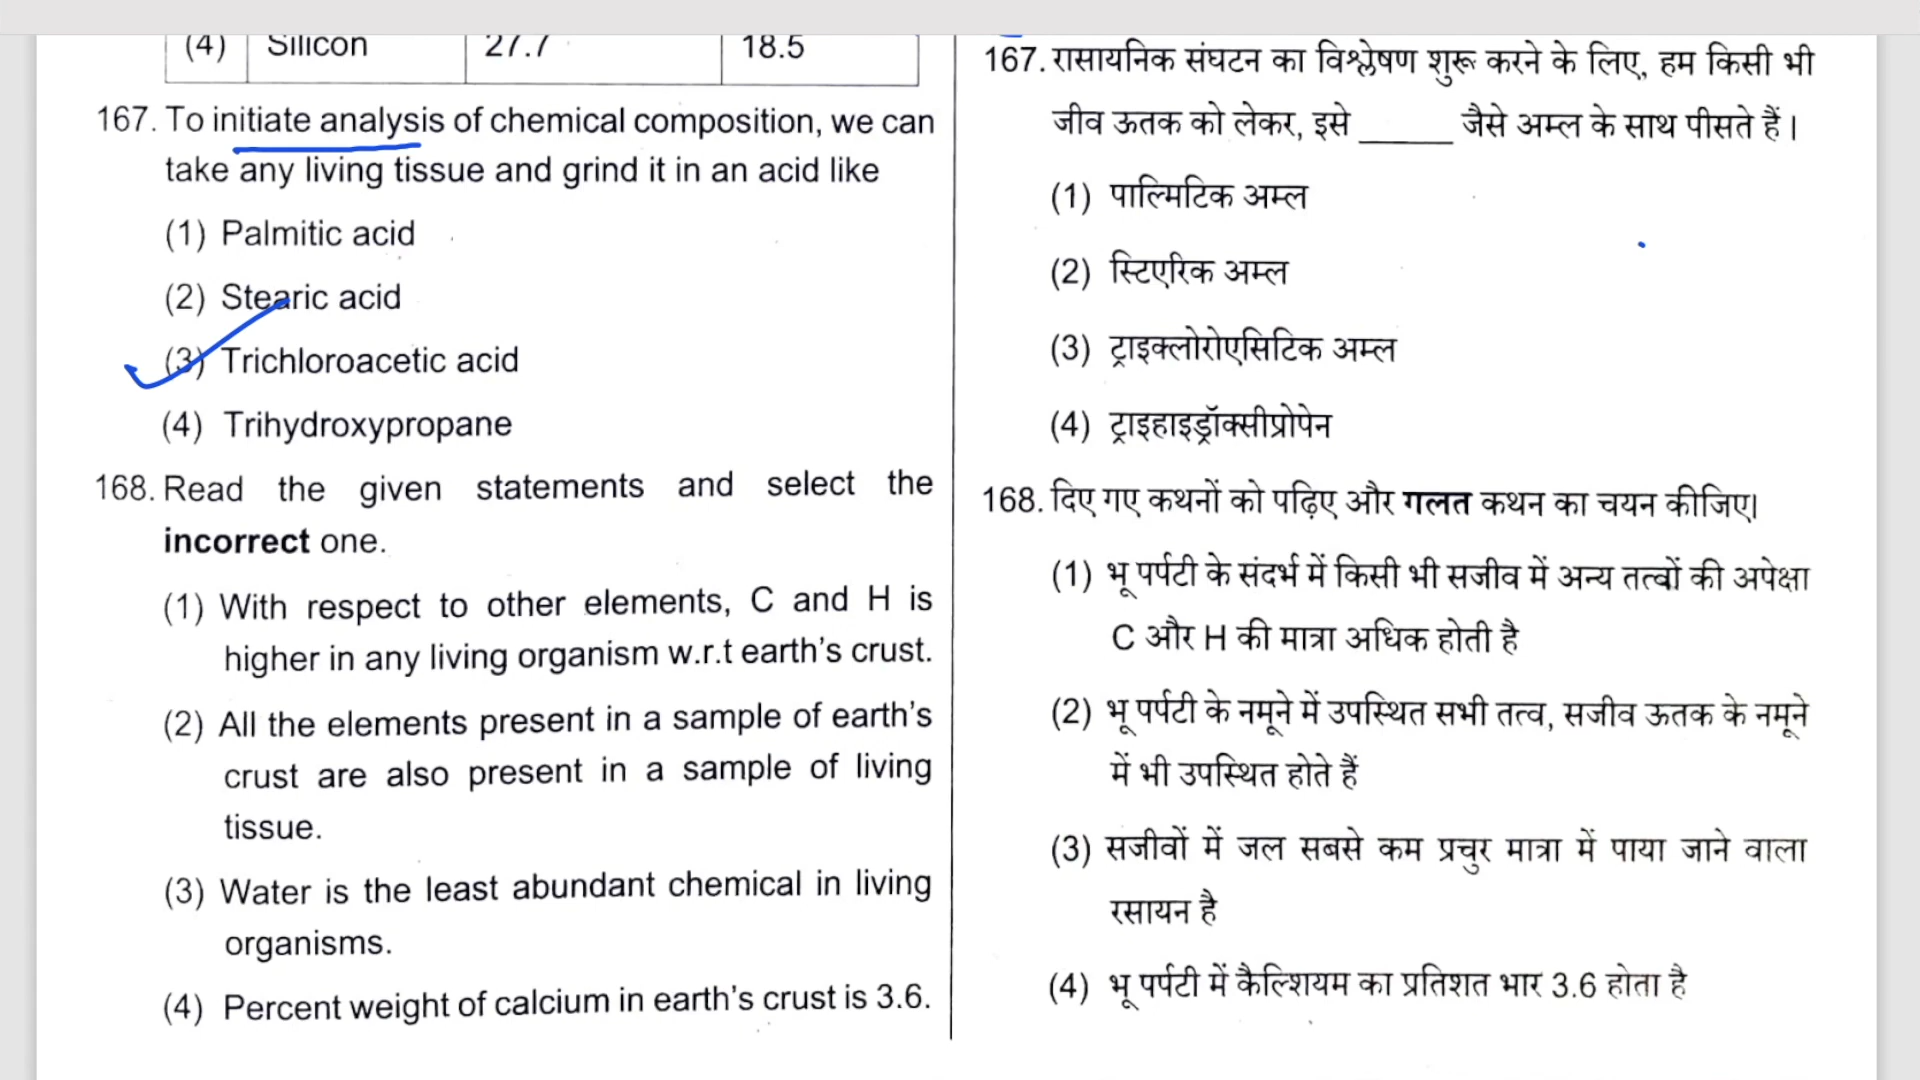 (4) Silicon 27.7 18.5
167. To initiate analysis of chemical composition, we can
take any living tissue and grind it in an acid like
(1) Palmitic acid
(2) Stearic acid
(3) Trichloroacetic acid
(4) Trihydroxypropane
168. Read the given statements and select the
incorrect one.
(1) With respect to other elements, C and H is
higher in any living organism w.r.t earth's crust.
(2) All the elements present in a sample of earth's
crust are also present in a sample of living
tissue.
(3) Water is the least abundant chemical in living
organisms.
(4) Percent weight of calcium in earth's crust is 3.6.
167. रासायनिक संघटन का विश्लेषण शुरू करने के लिए, हम किसी भी
जीव ऊतक को लेकर, इसे ______ जैसे अम्ल के साथ पीसते हैं।
(1) पाल्मिटिक अम्ल
(2) स्टिएरिक अम्ल
(3) ट्राइक्लोरोएसिटिक अम्ल
(4) ट्राइहाइड्रॉक्सीप्रोपेन
168. दिए गए कथनों को पढ़िए और गलत कथन का चयन कीजिए।
(1) भू पर्पटी के संदर्भ में किसी भी सजीव में अन्य तत्वों की अपेक्षा
C और H की मात्रा अधिक होती है
(2) भू पर्पटी के नमूने में उपस्थित सभी तत्व, सजीव ऊतक के नमूने
में भी उपस्थित होते हैं
(3) सजीवों में जल सबसे कम प्रचुर मात्रा में पाया जाने वाला
रसायन है
(4) भू पर्पटी में कैल्शियम का प्रतिशत भार 3.6 होता है